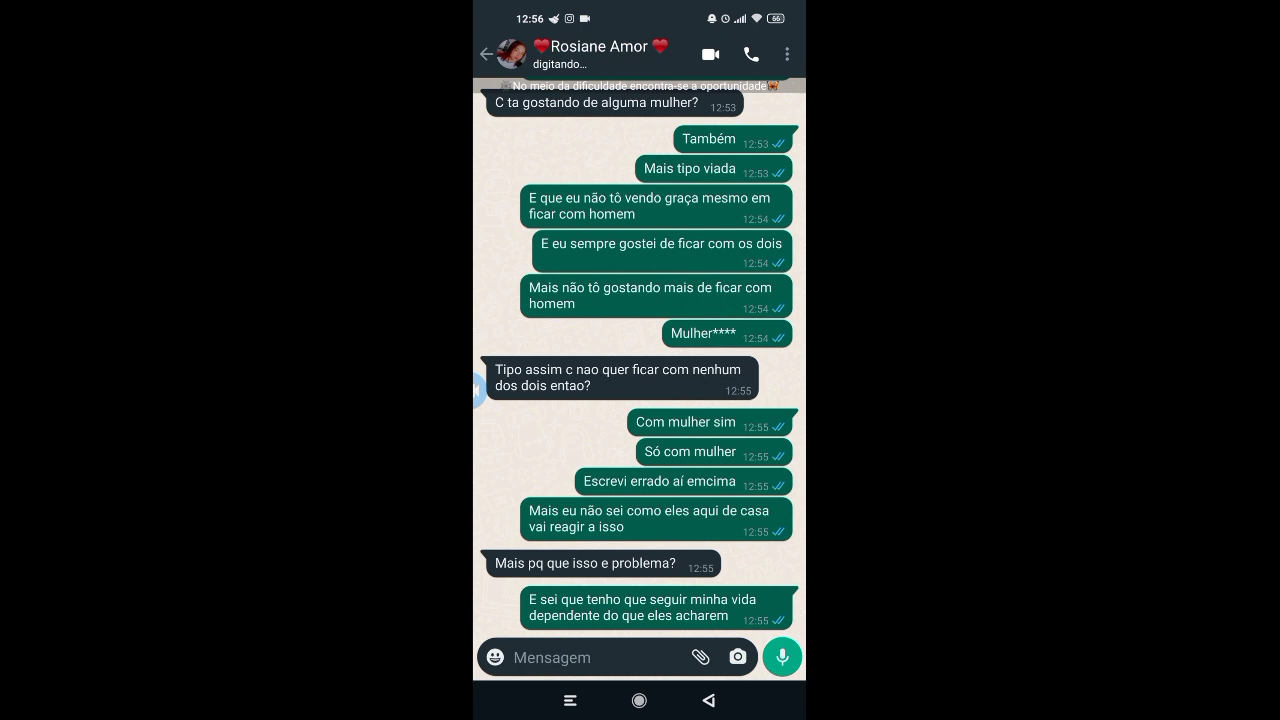 12:56
66
Rosiane Amor
digitando...
No meio da dificuldade encontra-se a oportunidade
C ta gostando de alguma mulher? 12:53
Também 12:53
Mais tipo viada 12:53
E que eu não tô vendo graça mesmo em
ficar com homem 12:54
E eu sempre gostei de ficar com os dois
12:54
Mais não tô gostando mais de ficar com
homem 12:54
Mulher**** 12:54
Tipo assim c nao quer ficar com nenhum
dos dois entao? 12:55
Com mulher sim 12:55
Só com mulher 12:55
Escrevi errado aí emcima 12:55
Mais eu não sei como eles aqui de casa
vai reagir a isso 12:55
Mais pq que isso e problema? 12:55
E sei que tenho que seguir minha vida
dependente do que eles acharem 12:55
Mensagem